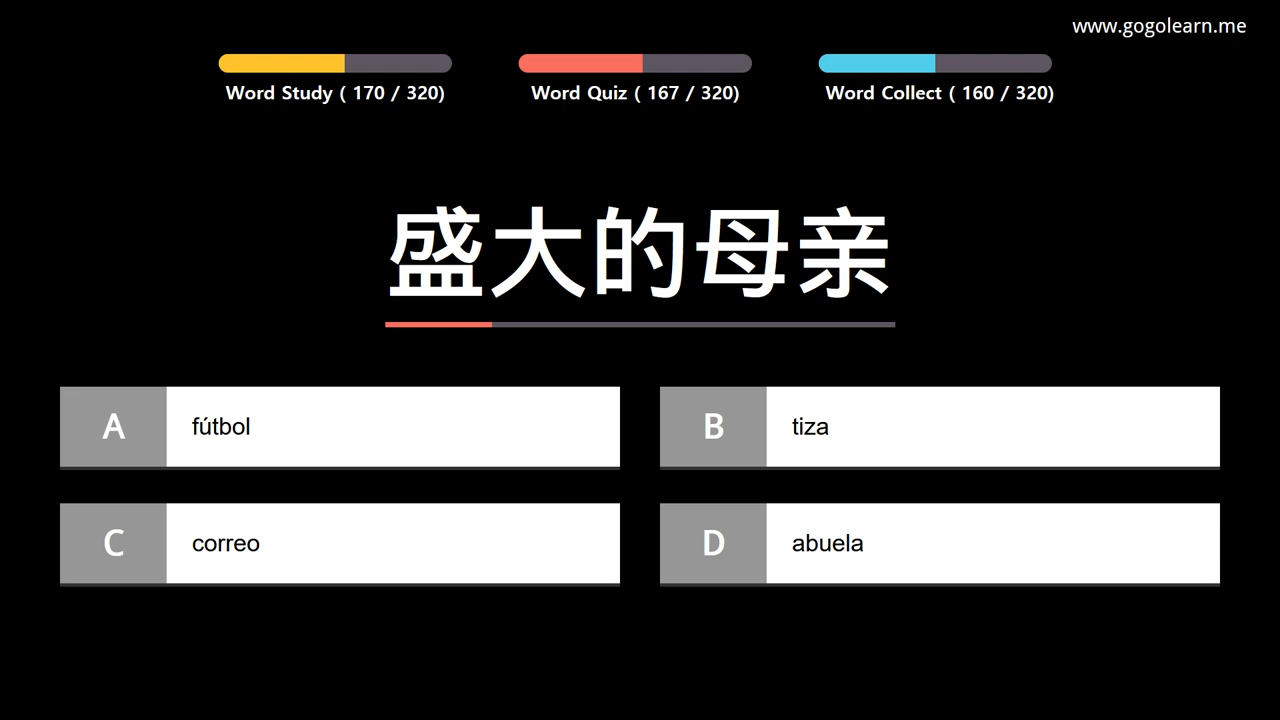 www.gogolearn.me
Word Study ( 170 / 320)
Word Quiz ( 167 / 320)
Word Collect ( 160 / 320)
盛大的母亲
A fútbol
B tiza
C correo
D abuela